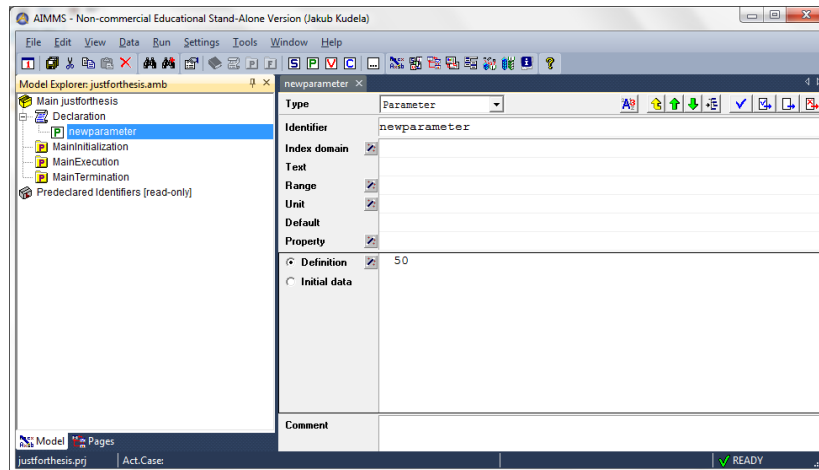 AIMMS - Non-commercial Educational Stand-Alone Version (Jakub Kudela)
File Edit View Data Run Settings Tools Window Help
S P V C
Model Explorer: justforthesis.amb
newparameter
Main justforthesis
Declaration
P newparameter
P MainInitialization
P MainExecution
P MainTermination
Predeclared Identifiers [read-only]
Type Parameter
Identifier newparameter
Index domain
Text
Range
Unit
Default
Property
Definition 50
Initial data
Comment
Model Pages
justforthesis.prj Act.Case: READY